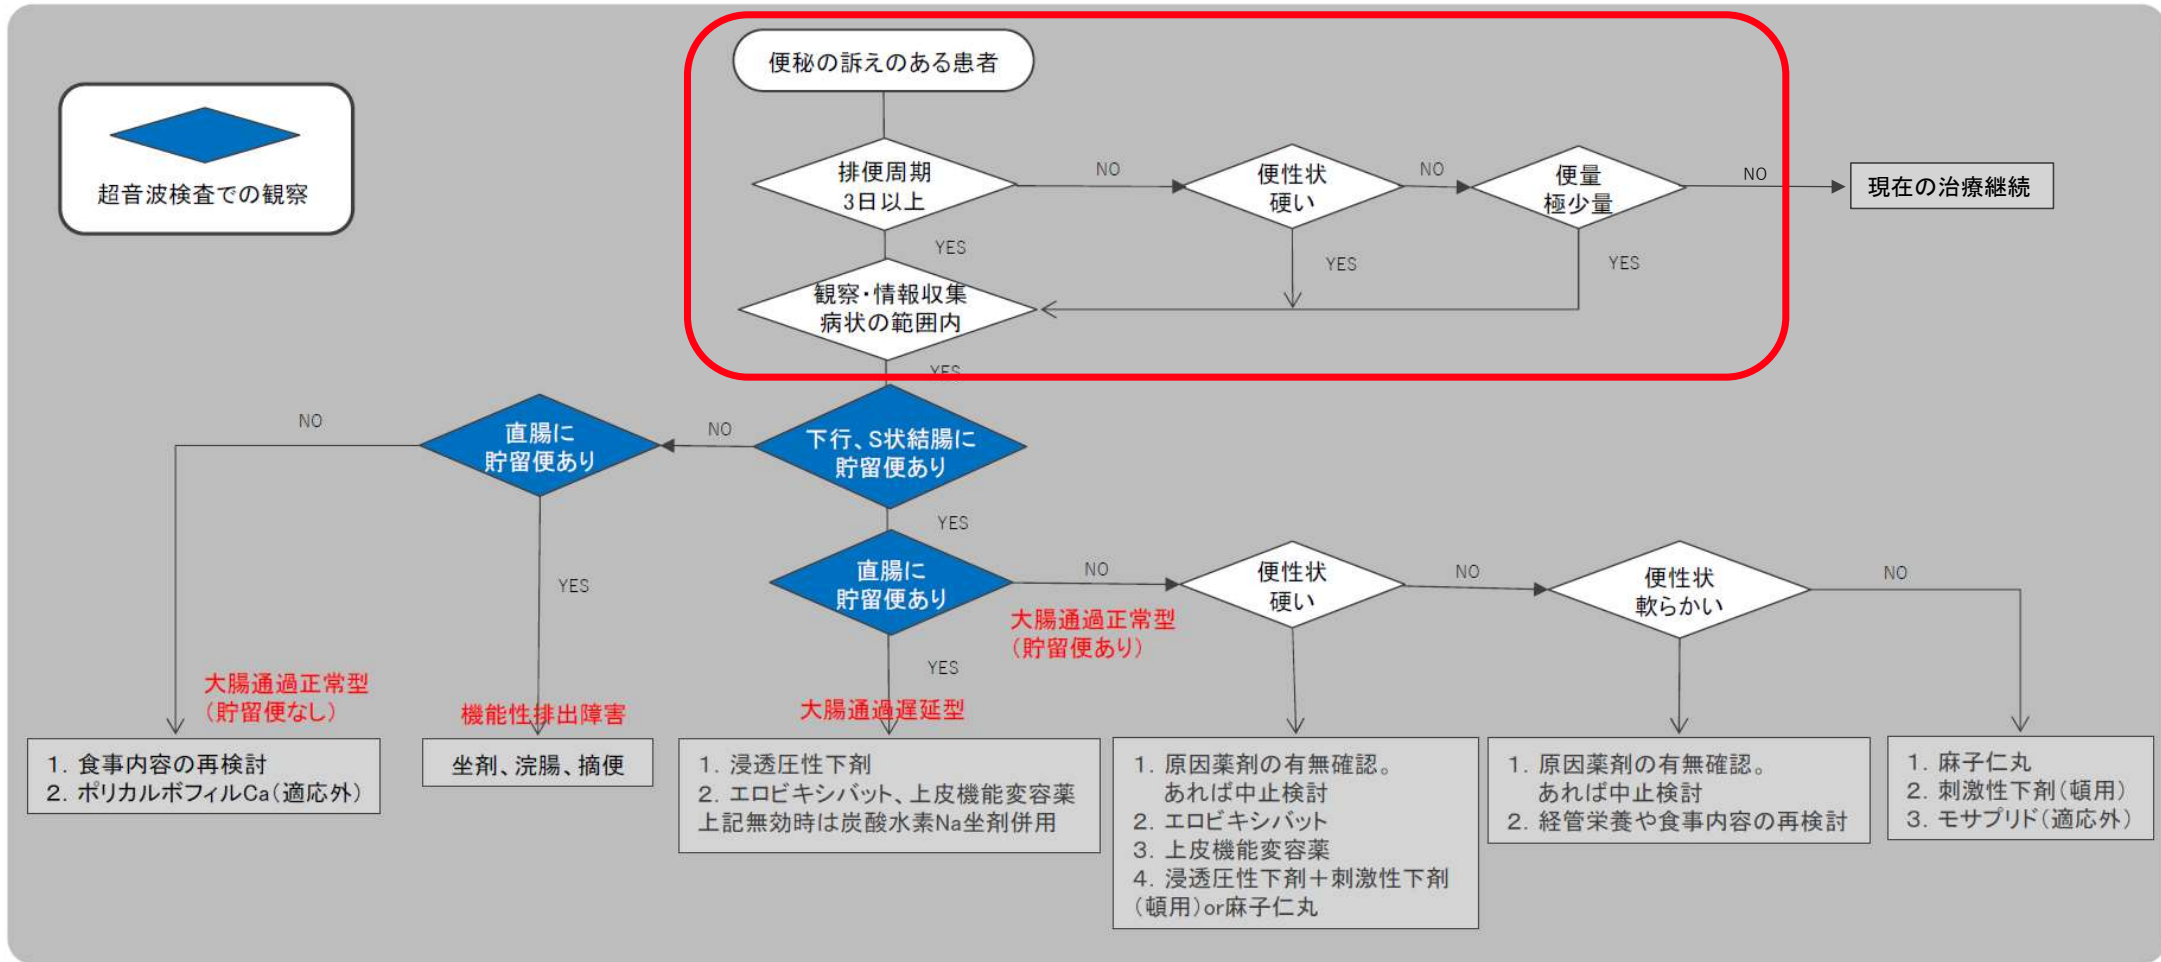 便秘の訴えのある患者
超音波検査での観察
排便周期
3日以上
NO
便性状
硬い
NO
便量
極少量
NO
現在の治療継続
YES
YES
YES
観察・情報収集
病状の範囲内
YES
下行、S状結腸に
貯留便あり
NO
直腸に
貯留便あり
NO
YES
YES
直腸に
貯留便あり
NO
大腸通過正常型
（貯留便あり）
便性状
硬い
NO
便性状
軟らかい
NO
YES
大腸通過正常型
（貯留便なし）
機能性排出障害
大腸通過遅延型
1. 食事内容の再検討
2. ポリカルボフィルCa（適応外）
坐剤、浣腸、摘便
1. 浸透圧性下剤
2. エロビキシバット、上皮機能変容薬
上記無効時は炭酸水素Na坐剤併用
1. 原因薬剤の有無確認。
あれば中止検討
2. エロビキシバット
3. 上皮機能変容薬
4. 浸透圧性下剤＋刺激性下剤
（頓用）or麻子仁丸
1. 原因薬剤の有無確認。
あれば中止検討
2. 経管栄養や食事内容の再検討
1. 麻子仁丸
2. 刺激性下剤（頓用）
3. モサプリド（適応外）